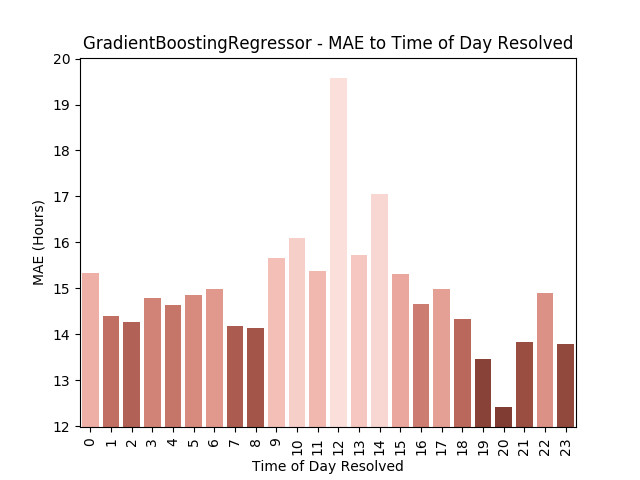 GradientBoostingRegressor - MAE to Time of Day Resolved
20
19
18
17
16
15
14
13
12
MAE (Hours)
0 1 2 3 4 5 6 7 8 9 10 11 12 13 14 15 16 17 18 19 20 21 22 23
Time of Day Resolved